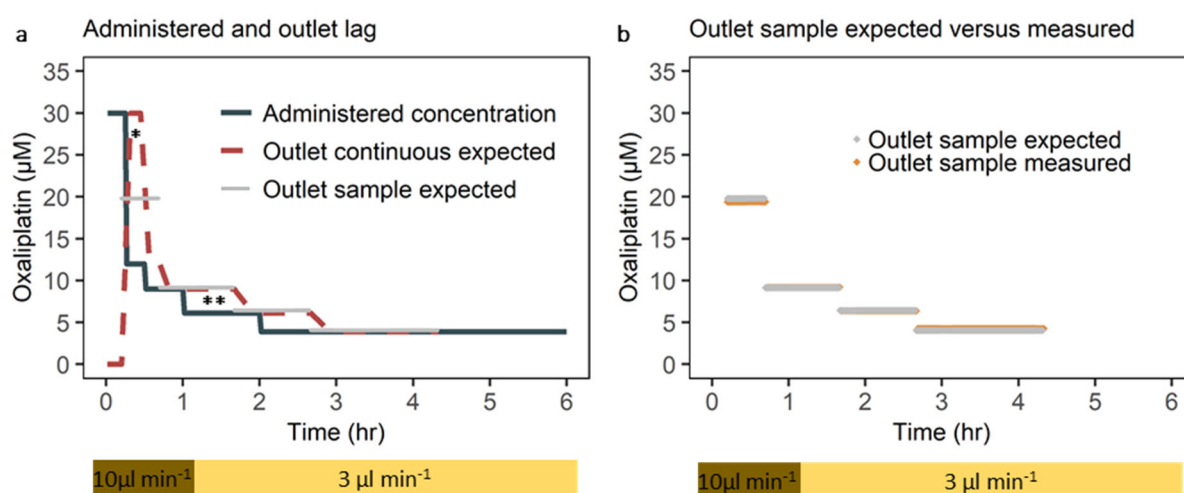 a Administered and outlet lag
35
30
25
20
15
10
5
0
Oxaliplatin (µM)
Administered concentration
Outlet continuous expected
Outlet sample expected
*
**
0 1 2 3 4 5 6
Time (hr)
10µl min⁻¹ 3 µl min⁻¹
b Outlet sample expected versus measured
35
30
25
20
15
10
5
0
Oxaliplatin (µM)
Outlet sample expected
Outlet sample measured
0 1 2 3 4 5 6
Time (hr)
10µl min⁻¹ 3 µl min⁻¹